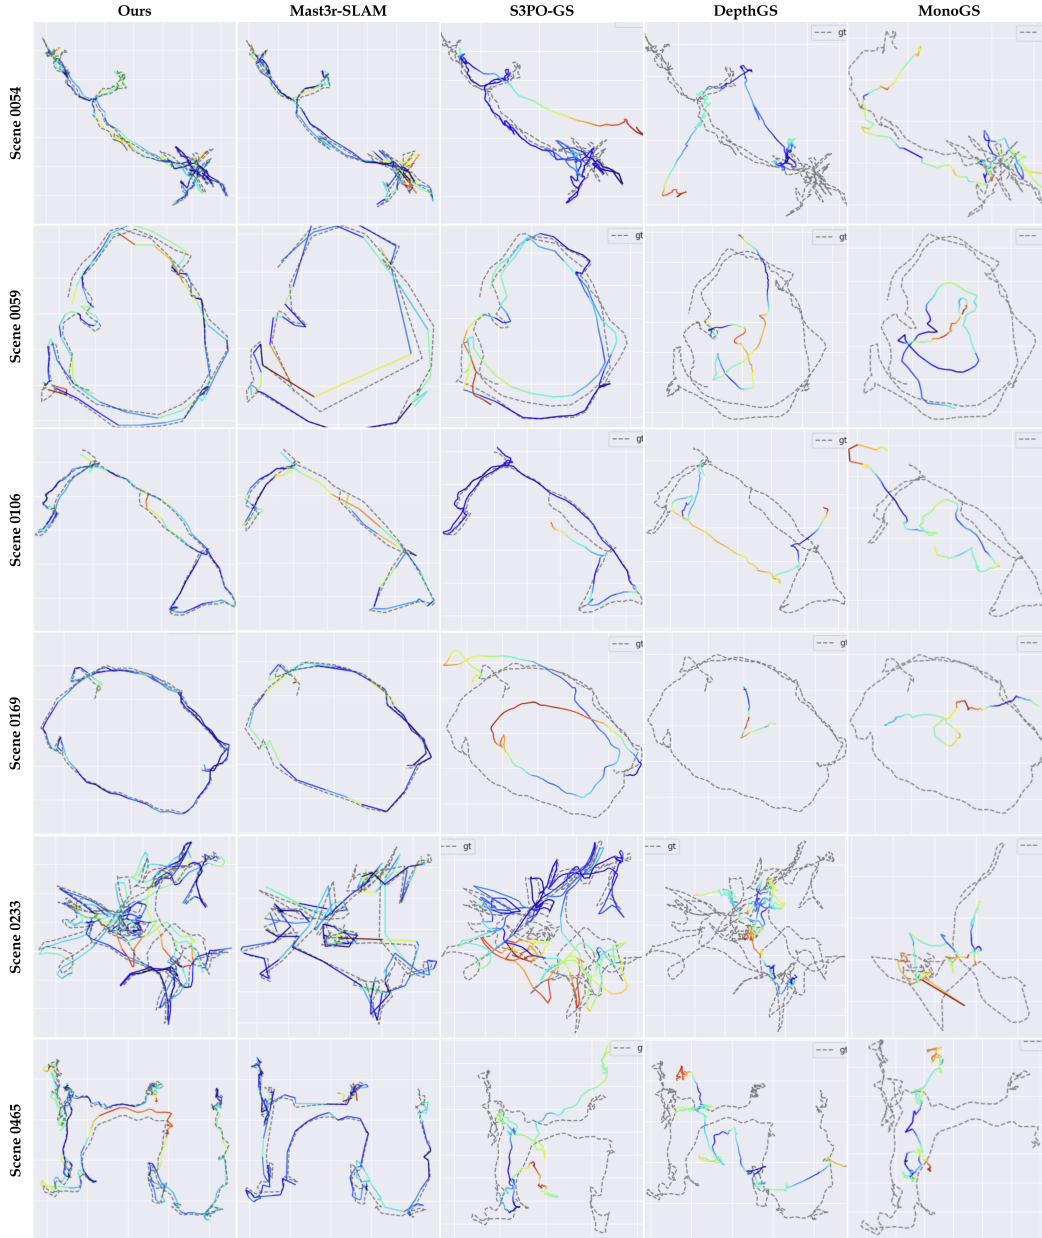 Ours Mast3r-SLAM S3PO-GS DepthGS MonoGS
Scene 0054
gt
Scene 0059
gt gt
Scene 0106
gt gt
Scene 0169
gt
Scene 0233
gt gt
Scene 0465
gt gt